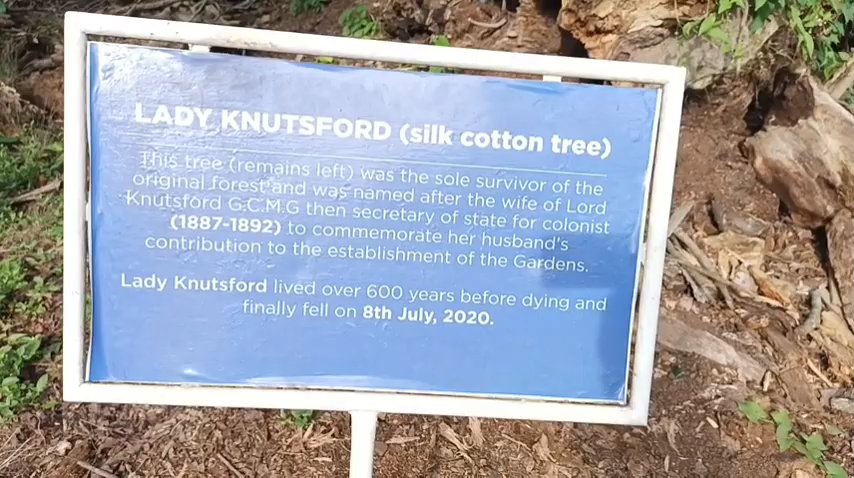 LADY KNUTSFORD (silk cotton tree)
This tree (remains left) was the sole survivor of the
original forest and was named after the wife of Lord
Knutsford G.C.M.G then secretary of state for colonist
(1887-1892) to commemorate her husband's
contribution to the establishment of the Gardens.
Lady Knutsford lived over 600 years before dying and
finally fell on 8th July, 2020.